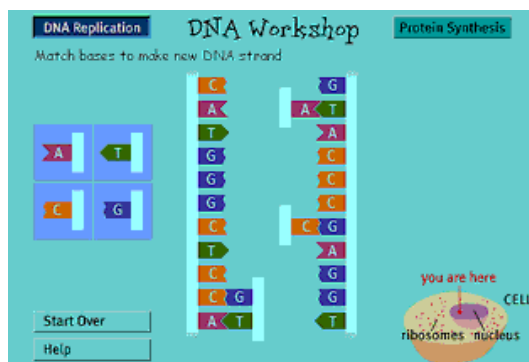 DNA Replication
DNA Workshop
Protein Synthesis
Match bases to make new DNA strand
C G
A A T
T A
G C
G C
G C
C C G
T A
C G
C G G
A T T
A T
C G
you are here
CELL
ribosomes nucleus
Start Over
Help